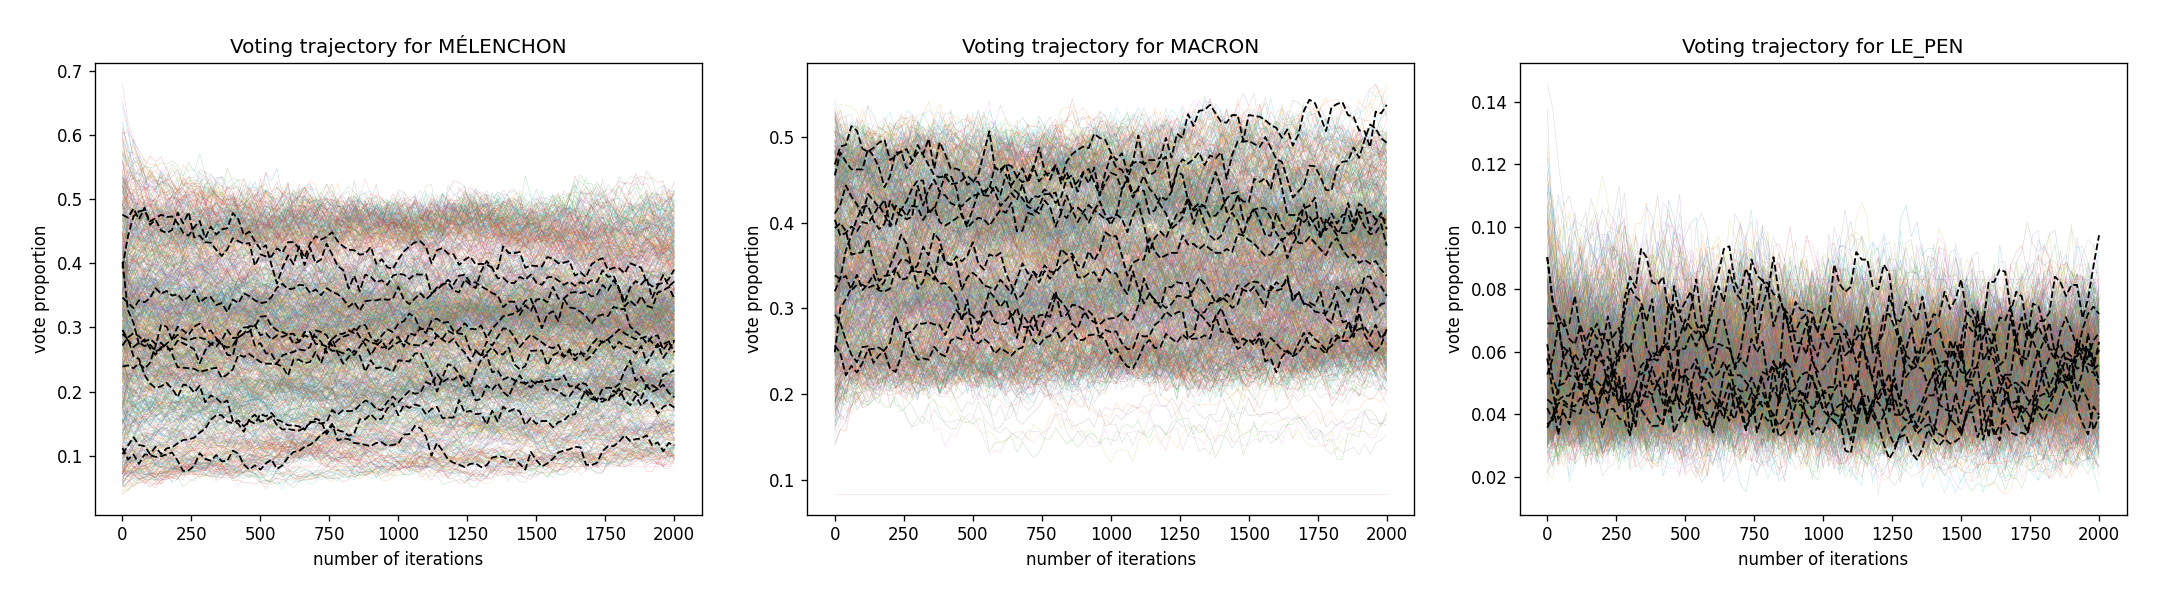 Voting trajectory for MÉLENCHON
0.7
0.6
0.5
0.4
0.3
0.2
0.1
vote proportion
0 250 500 750 1000 1250 1500 1750 2000
number of iterations
Voting trajectory for MACRON
0.5
0.4
0.3
0.2
0.1
vote proportion
0 250 500 750 1000 1250 1500 1750 2000
number of iterations
Voting trajectory for LE_PEN
0.14
0.12
0.10
0.08
0.06
0.04
0.02
vote proportion
0 250 500 750 1000 1250 1500 1750 2000
number of iterations